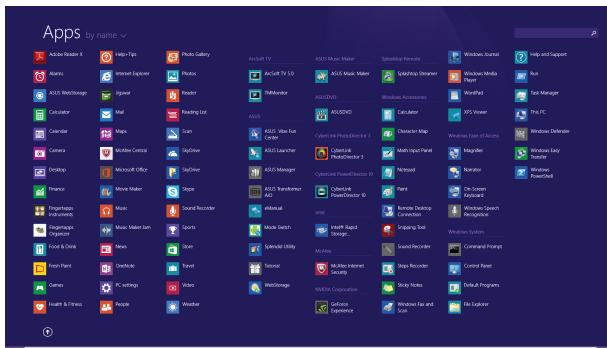 Apps by name
Adobe Reader X
Alarms
ASUS WebStorage
Calculator
Calendar
Camera
Desktop
Finance
Fingertapps
Instruments
Fingertapps
Organizer
Food & Drink
Fresh Paint
Games
Health & Fitness
Help+Tips
Internet Explorer
Jigswar
Mail
Maps
McAfee Central
Microsoft Office
Movie Maker
Music
Music Maker Jam
News
OneNote
PC settings
People
Photo Gallery
Photos
Reader
Reading List
Scan
SkyDrive
SkyDrive
Skype
Sound Recorder
Sports
Store
Travel
Video
Weather
ArcSoft TV
ArcSoft TV 5.0
TMMonitor
ASUS
ASUS Vibe Fun
Center
ASUS Launcher
ASUS Manager
ASUS Transformer
AiO
eManual
Mode Switch
Splendid Utility
Tutorial
WebStorage
ASUS Music Maker
ASUS Music Maker
ASUSDVD
ASUSDVD
CyberLink PhotoDirector 3
CyberLink
PhotoDirector 3
CyberLink PowerDirector 10
CyberLink
PowerDirector 10
Intel
Intel® Rapid
Storage...
McAfee
McAfee Internet
Security
NVIDIA Corporation
GeForce
Experience
Splashtop Remote
Splashtop Streamer
Windows Accessories
Calculator
Character Map
Math Input Panel
Notepad
Paint
Remote Desktop
Connection
Snipping Tool
Sound Recorder
Steps Recorder
Sticky Notes
Windows Fax and
Scan
Windows Journal
Windows Media
Player
WordPad
XPS Viewer
Windows Ease of Access
Magnifier
Narrator
On-Screen
Keyboard
Windows Speech
Recognition
Windows System
Command Prompt
Control Panel
Default Programs
File Explorer
Help and Support
Run
Task Manager
This PC
Windows Defender
Windows Easy
Transfer
Windows
PowerShell